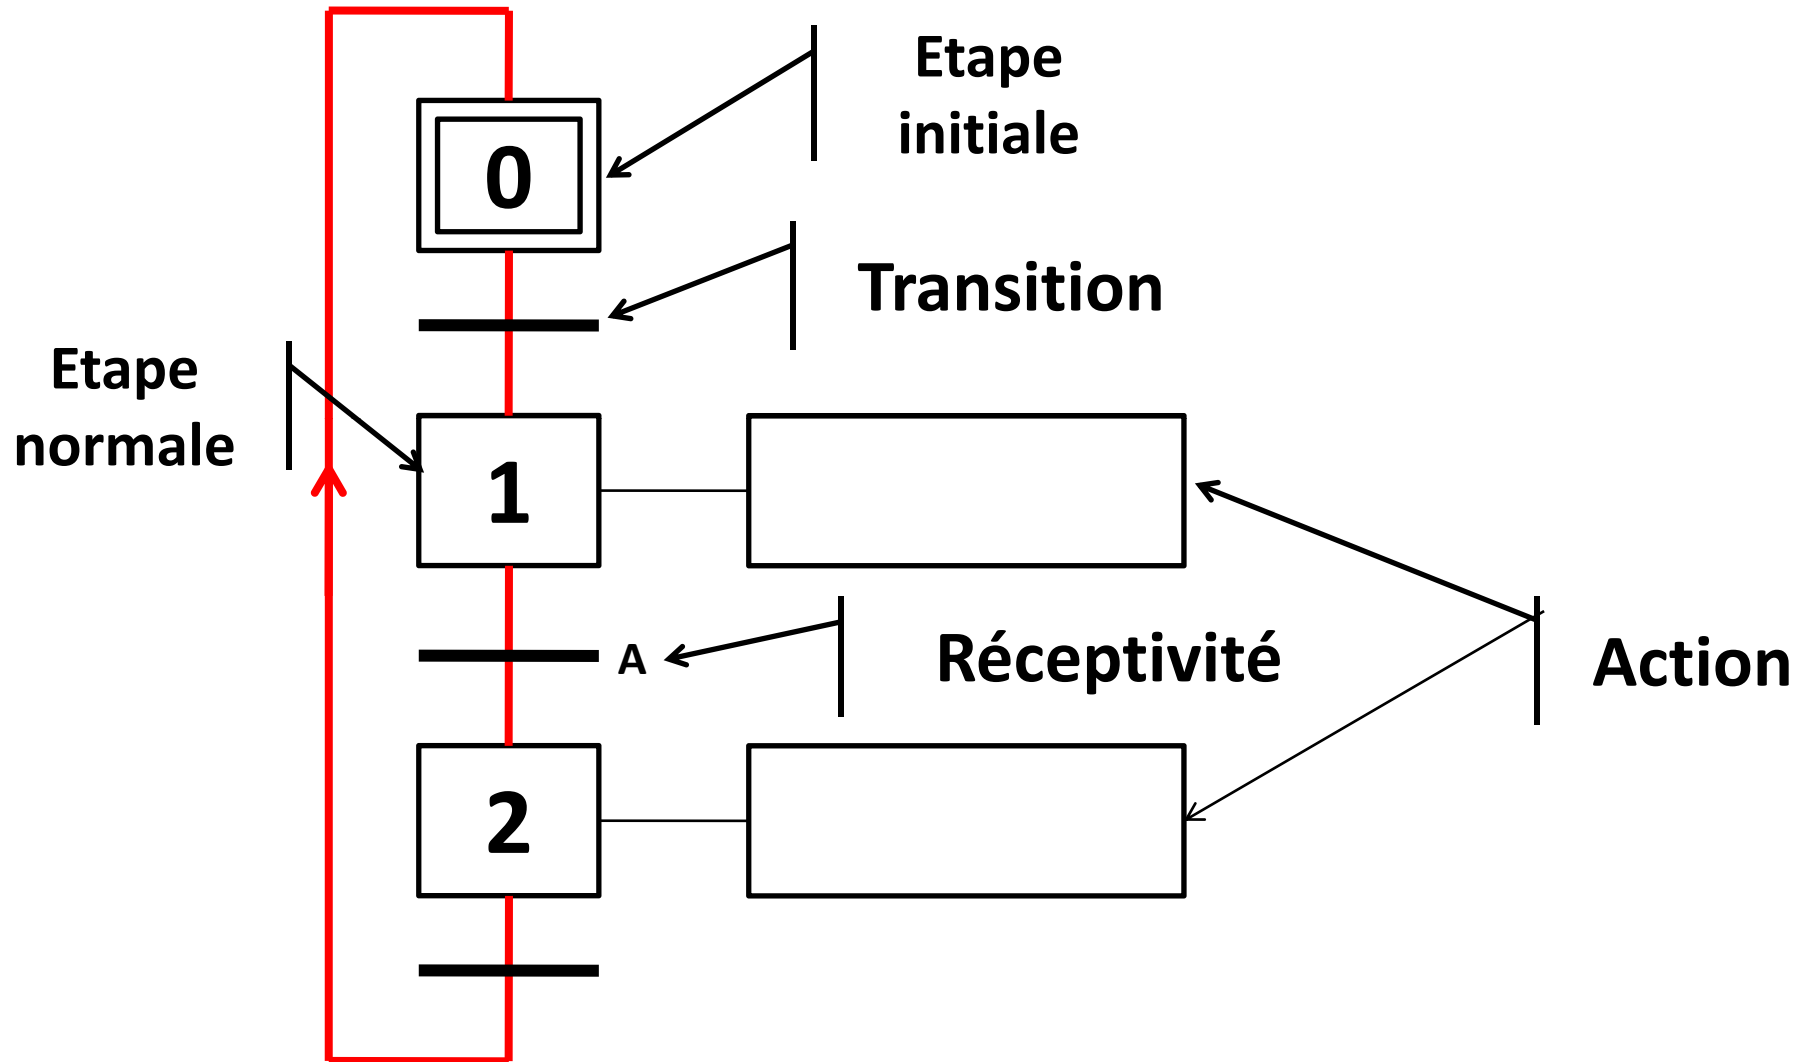 Etape
initiale
0
Transition
Etape
normale
1
A
Réceptivité
Action
2